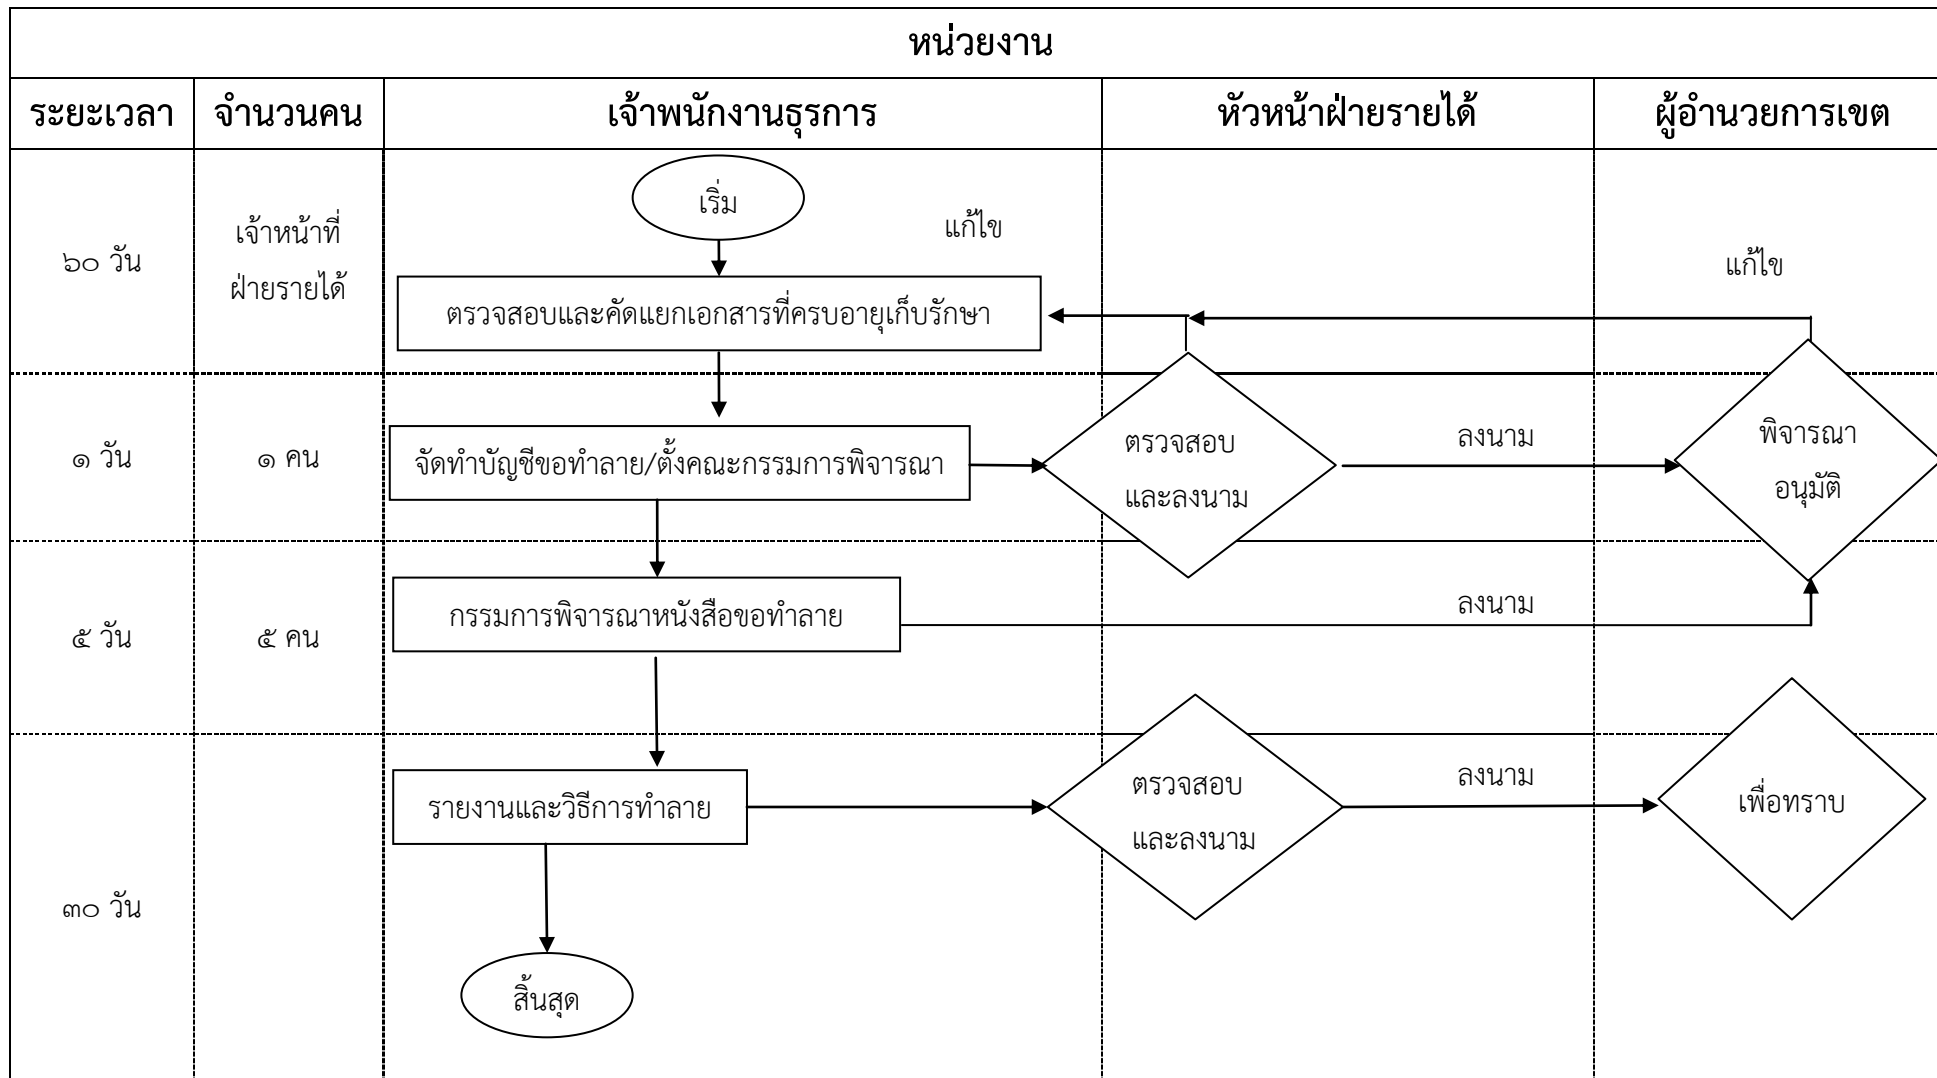 หน่วยงาน
ระยะเวลา
จำนวนคน
เจ้าพนักงานธุรการ
หัวหน้าฝ่ายรายได้
ผู้อำนวยการเขต
เริ่ม
แก้ไข
แก้ไข
๖๐ วัน
เจ้าหน้าที่
ฝ่ายรายได้
ตรวจสอบและคัดแยกเอกสารที่ครบอายุเก็บรักษา
๑ วัน
๑ คน
จัดทำบัญชีขอทำลาย/ตั้งคณะกรรมการพิจารณา
ตรวจสอบ
และลงนาม
ลงนาม
พิจารณา
อนุมัติ
๕ วัน
๕ คน
กรรมการพิจารณาหนังสือขอทำลาย
ลงนาม
รายงานและวิธีการทำลาย
ตรวจสอบ
และลงนาม
ลงนาม
เพื่อทราบ
๓๐ วัน
สิ้นสุด